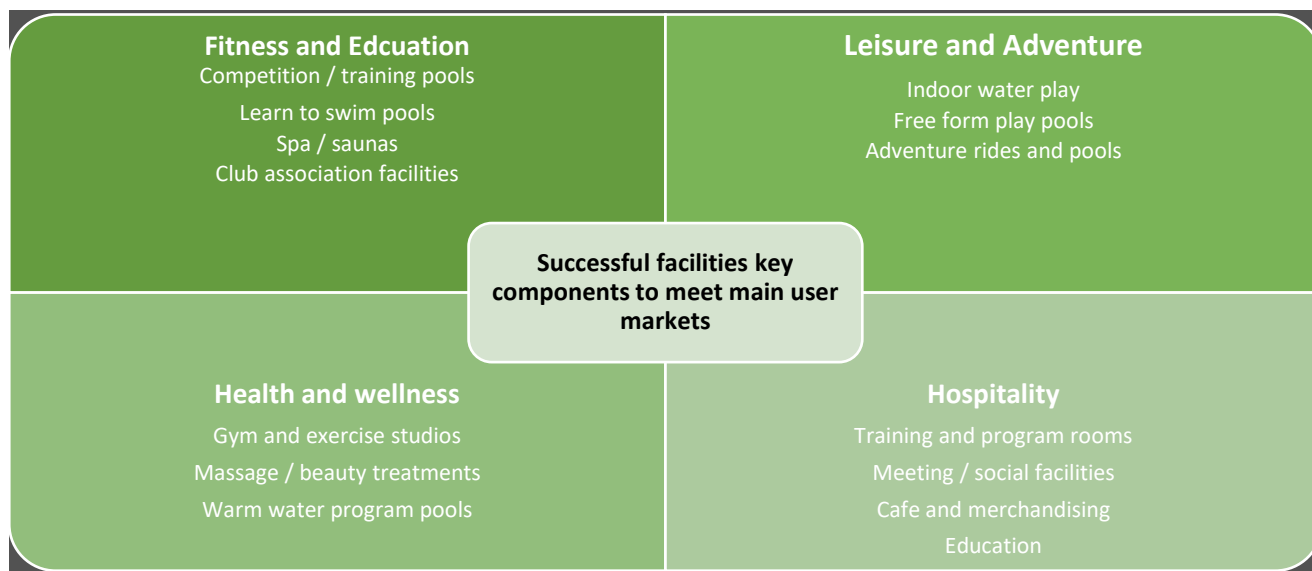 Fitness and Edcuation
Competition / training pools
Learn to swim pools
Spa / saunas
Club association facilities
Leisure and Adventure
Indoor water play
Free form play pools
Adventure rides and pools
Successful facilities key
components to meet main user
markets
Health and wellness
Gym and exercise studios
Massage / beauty treatments
Warm water program pools
Hospitality
Training and program rooms
Meeting / social facilities
Cafe and merchandising
Education